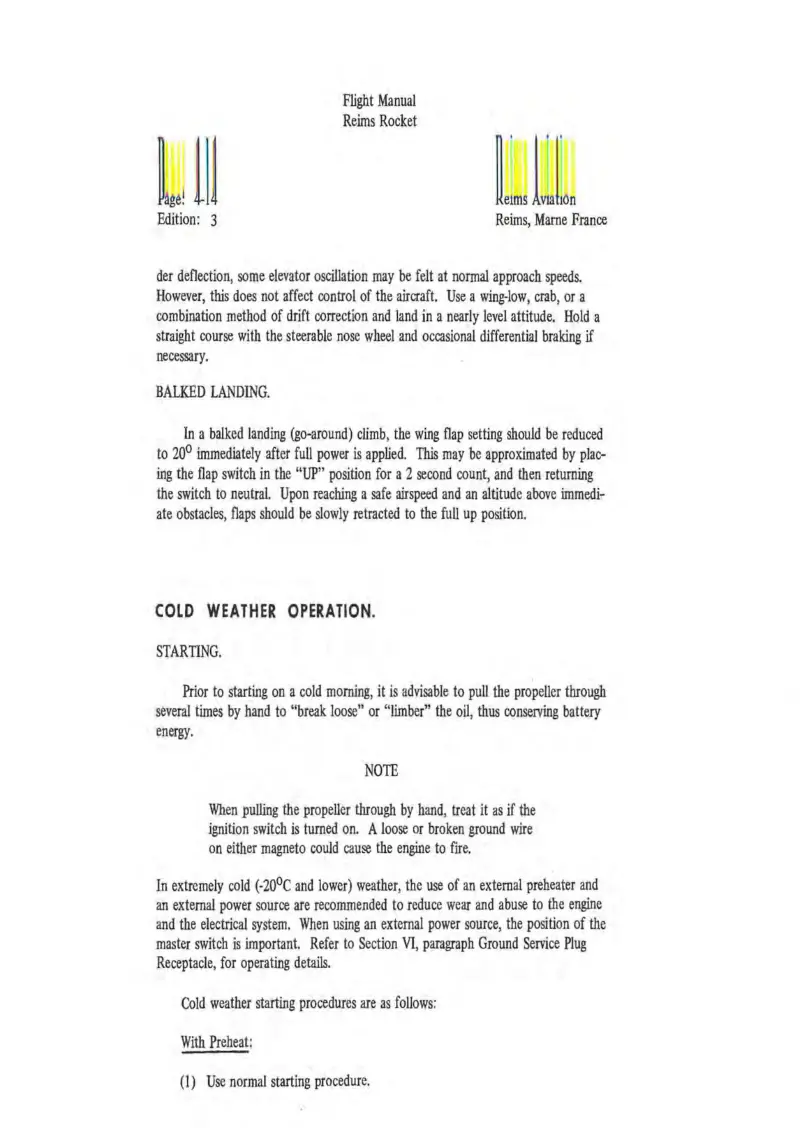 Flight Manual
Reims Rocket
Page: 4-14
Reims Aviation
Edition: 3
Reims, Marne France
der deflection, some elevator oscillation may be felt at normal approach speeds.
However, this does not affect control of the aircraft. Use a wing-low, crab, or a
combination method of drift correction and land in a nearly level attitude. Hold a
straight course with the steerable nose wheel and occasional differential braking if
necessary.
BALKED LANDING.
In a balked landing (go-around) climb, the wing flap setting should be reduced
to 20⁰ immediately after full power is applied. This may be approximated by plac-
ing the flap switch in the “UP” position for a 2 second count, and then returning
the switch to neutral. Upon reaching a safe airspeed and an altitude above immedi-
ate obstacles, flaps should be slowly retracted to the full up position.
COLD WEATHER OPERATION.
STARTING.
Prior to starting on a cold morning, it is advisable to pull the propeller through
several times by hand to “break loose” or “limber” the oil, thus conserving battery
energy.
NOTE
When pulling the propeller through by hand, treat it as if the
ignition switch is turned on. A loose or broken ground wire
on either magneto could cause the engine to fire.
In extremely cold (-20⁰C and lower) weather, the use of an external preheater and
an external power source are recommended to reduce wear and abuse to the engine
and the electrical system. When using an external power source, the position of the
master switch is important. Refer to Section VI, paragraph Ground Service Plug
Receptacle, for operating details.
Cold weather starting procedures are as follows:
With Preheat:
(1) Use normal starting procedure.